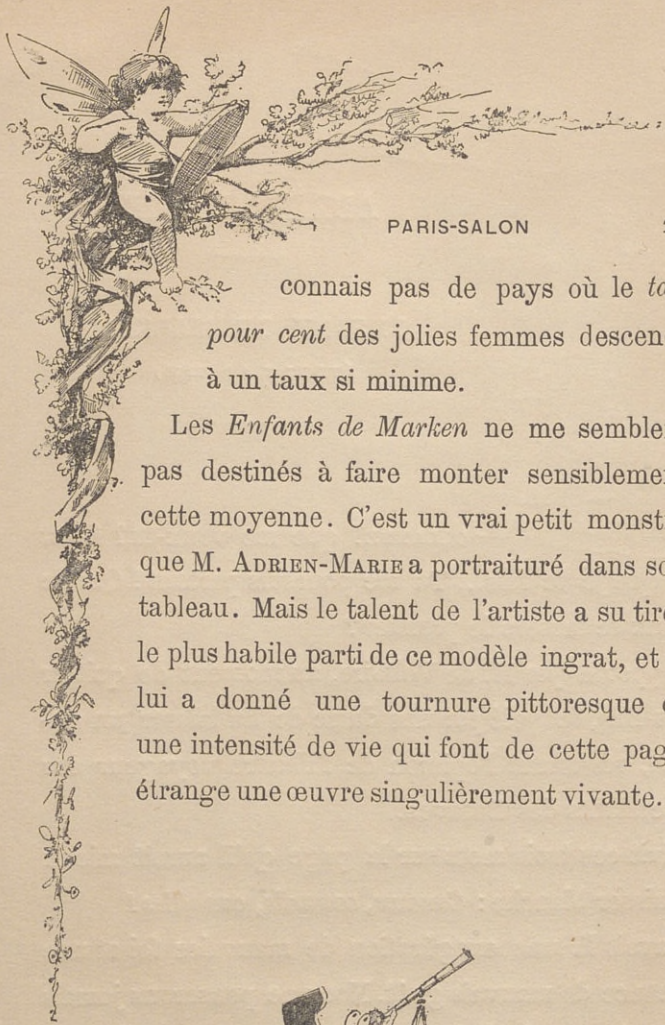 PARIS-SALON
connais pas de pays où le
pour cent des jolies femmes
à un taux si minime.
Les Enfants de Marken ne me
pas destinés à faire monter
cette moyenne. C'est un vrai petit
que M. ADRIEN-MARIE a portraituré dans
tableau. Mais le talent de l'artiste a su
le plus habile parti de ce modèle ingrat, et
lui a donné une tournure pittoresque
une intensité de vie qui font de cette
étrange une œuvre singulièrement vivante.